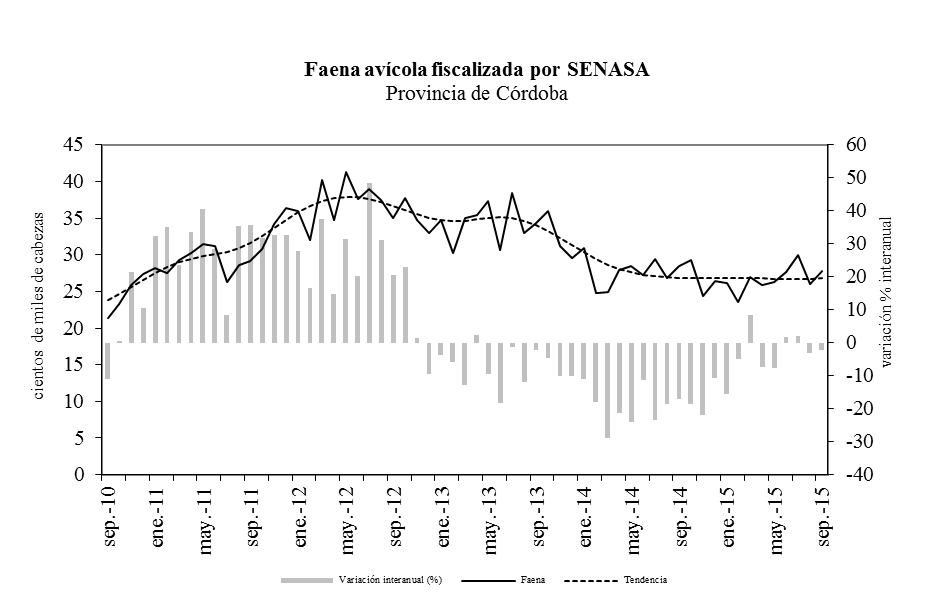 Faena avícola fiscalizada por SENASA
Provincia de Córdoba
cientos de miles de cabezas
45
40
35
30
25
20
15
10
5
0
60
50
40
30
20
10
0
-10
-20
-30
-40
variación % interanual
sep.-10
ene.-11
may.-11
sep.-11
ene.-12
may.-12
sep.-12
ene.-13
may.-13
sep.-13
ene.-14
may.-14
sep.-14
ene.-15
may.-15
sep.-15
Variación interanual (%) Faena Tendencia